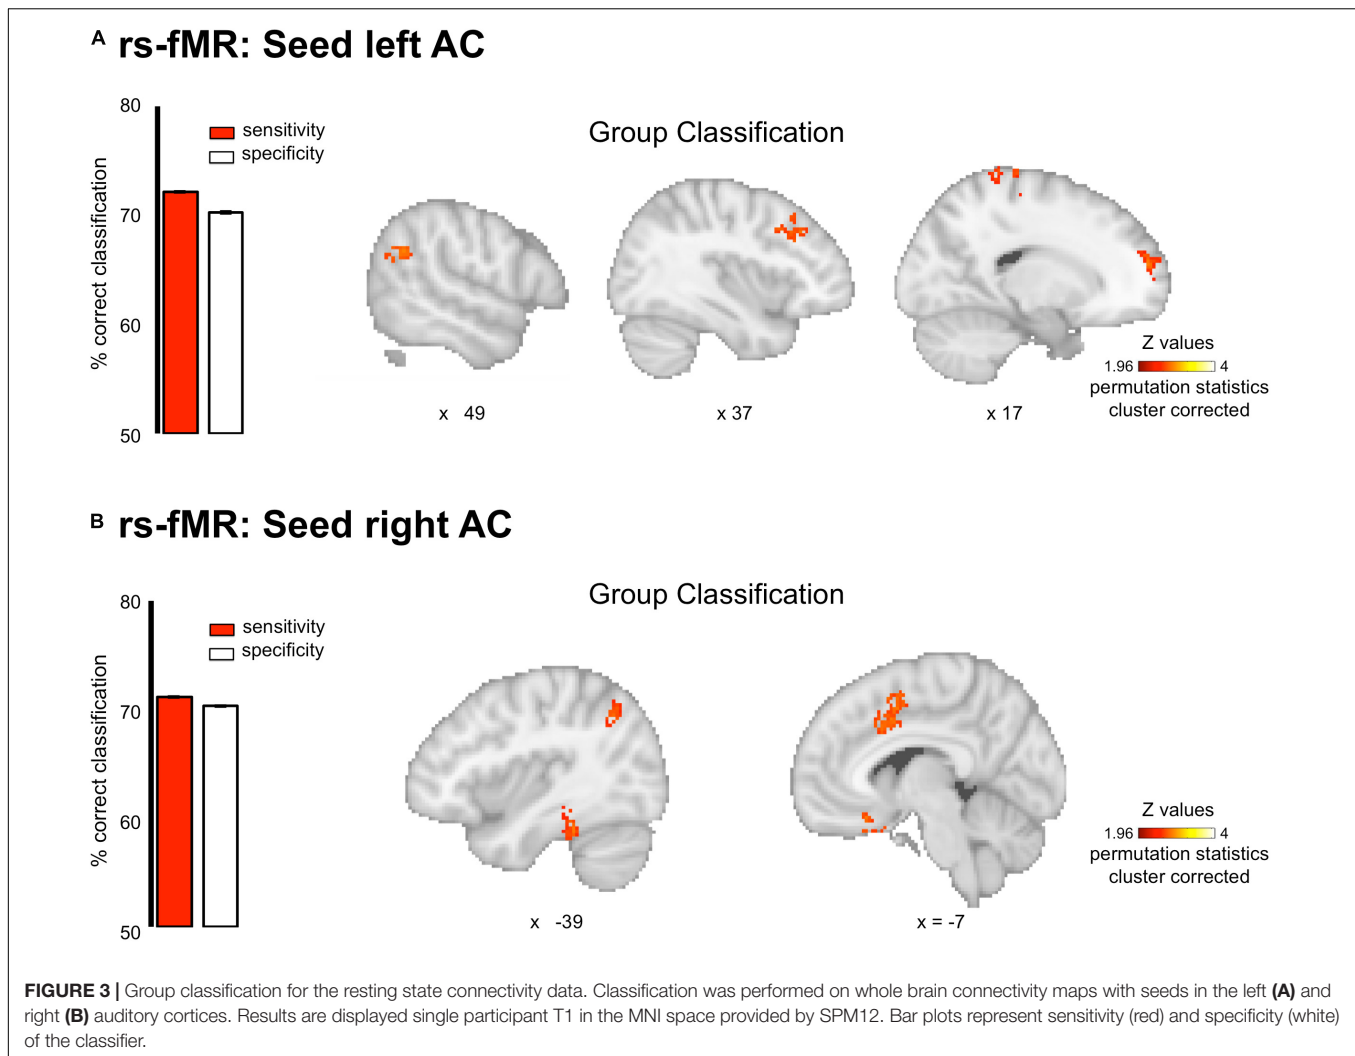 A rs-fMR: Seed left AC
80
70
60
50
% correct classification
sensitivity
specificity
Group Classification
x 49
x 37
x 17
Z values
1.96 4
permutation statistics
cluster corrected
B rs-fMR: Seed right AC
80
70
60
50
% correct classification
sensitivity
specificity
Group Classification
x -39
x = -7
Z values
1.96 4
permutation statistics
cluster corrected
FIGURE 3 | Group classification for the resting state connectivity data. Classification was performed on whole brain connectivity maps with seeds in the left (A) and
right (B) auditory cortices. Results are displayed single participant T1 in the MNI space provided by SPM12. Bar plots represent sensitivity (red) and specificity (white)
of the classifier.